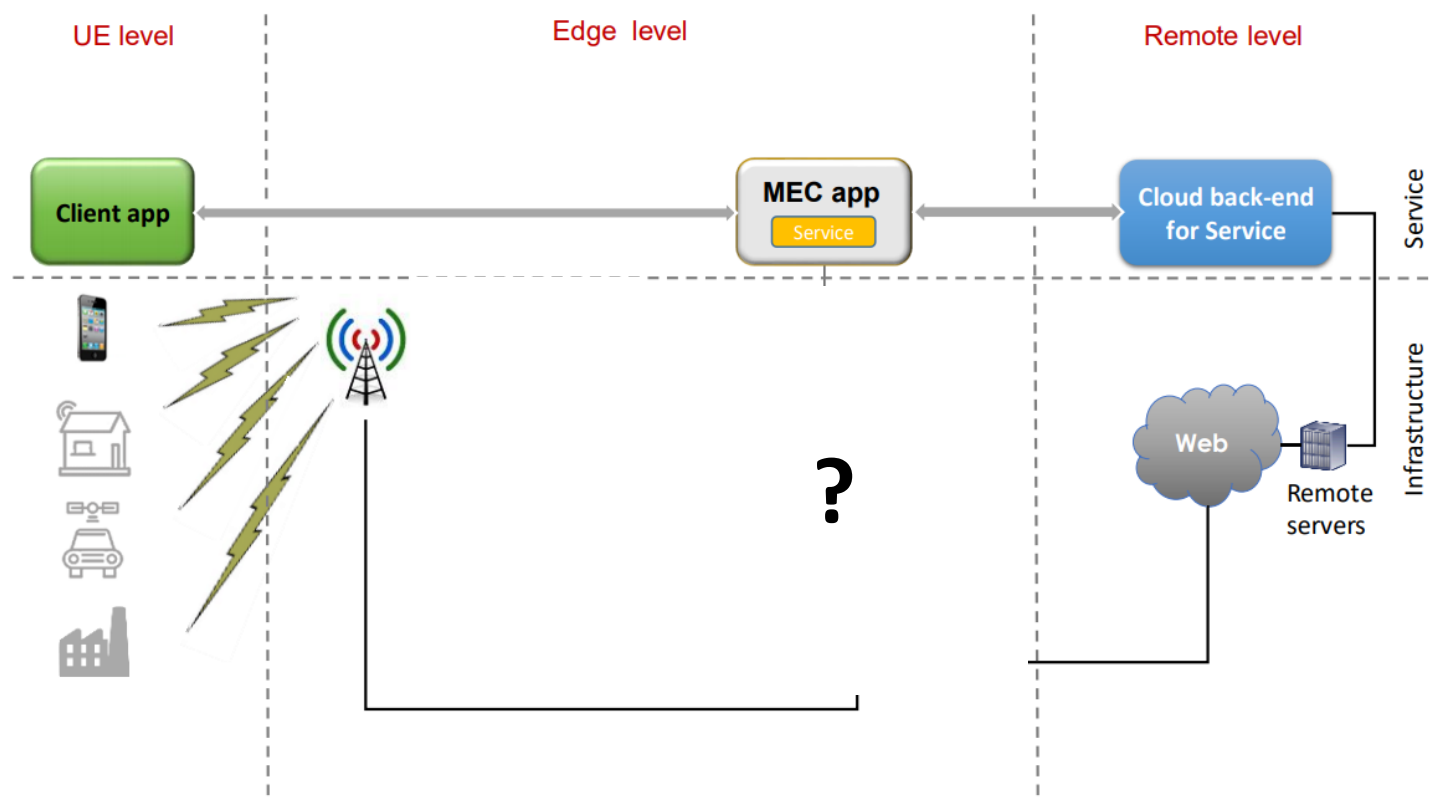 UE level
Edge level
Remote level
Client app
MEC app
Service
Cloud back-end
for Service
Service
Infrastructure
?
Web
Remote
servers